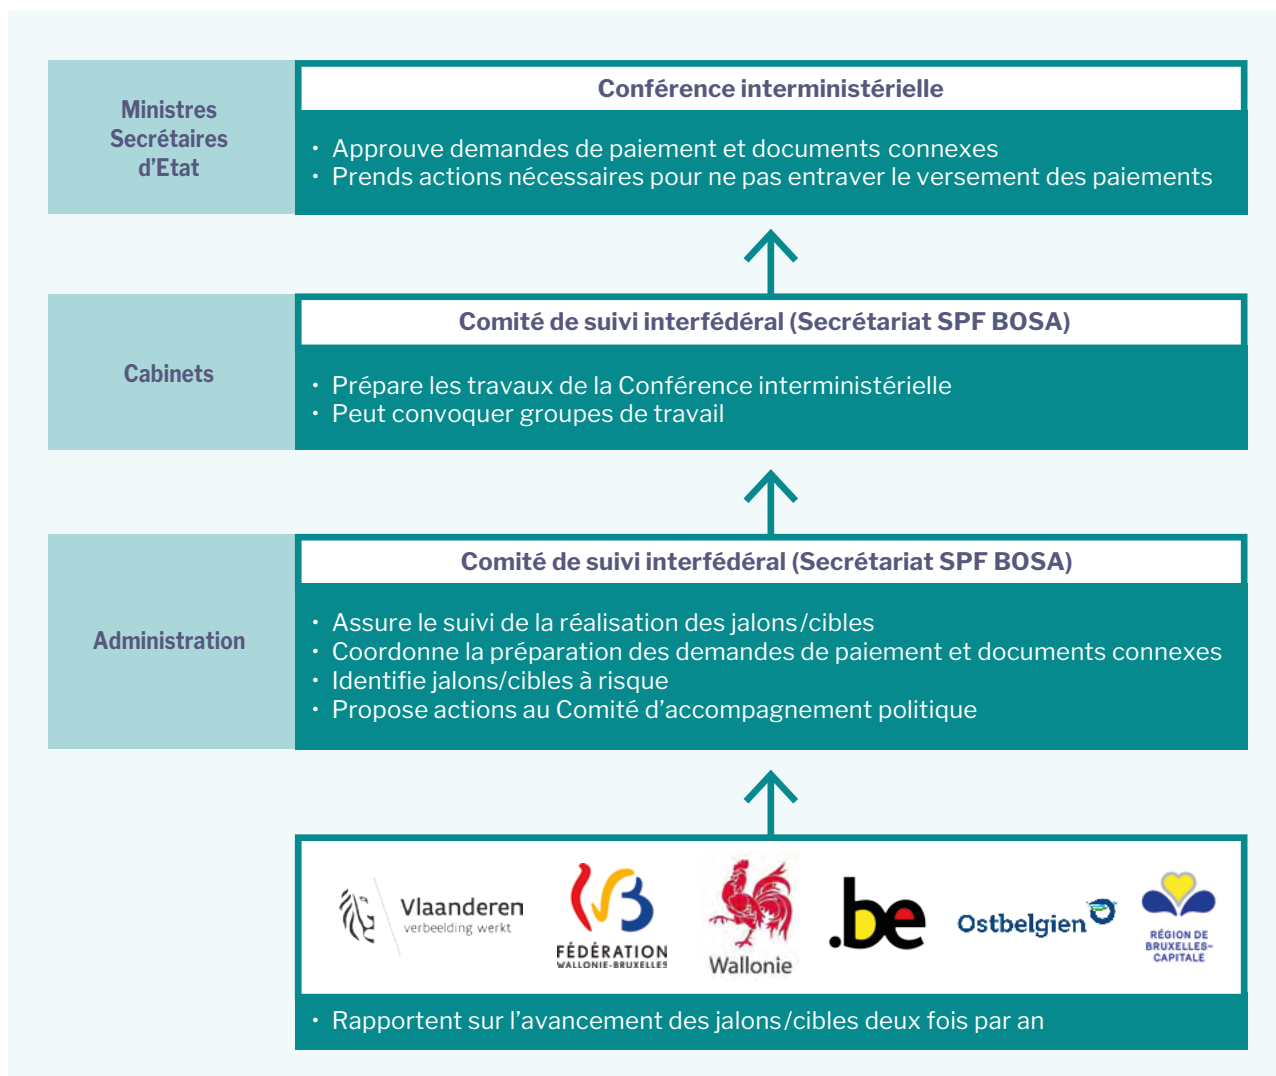 Ministres
Secrétaires
d'Etat
Conférence interministérielle
• Approuve demandes de paiement et documents connexes
• Prends actions nécessaires pour ne pas entraver le versement des paiements
Cabinets
Comité de suivi interfédéral (Secrétariat SPF BOSA)
• Prépare les travaux de la Conférence interministérielle
• Peut convoquer groupes de travail
Administration
Comité de suivi interfédéral (Secrétariat SPF BOSA)
• Assure le suivi de la réalisation des jalons/cibles
• Coordonne la préparation des demandes de paiement et documents connexes
• Identifie jalons/cibles à risque
• Propose actions au Comité d'accompagnement politique
Vlaanderen
verbeelding werkt
FÉDÉRATION
WALLONIE-BRUXELLES
Wallonie
.be
Ostbelgien
RÉGION DE
BRUXELLES-
CAPITALE
• Rapportent sur l'avancement des jalons/cibles deux fois par an